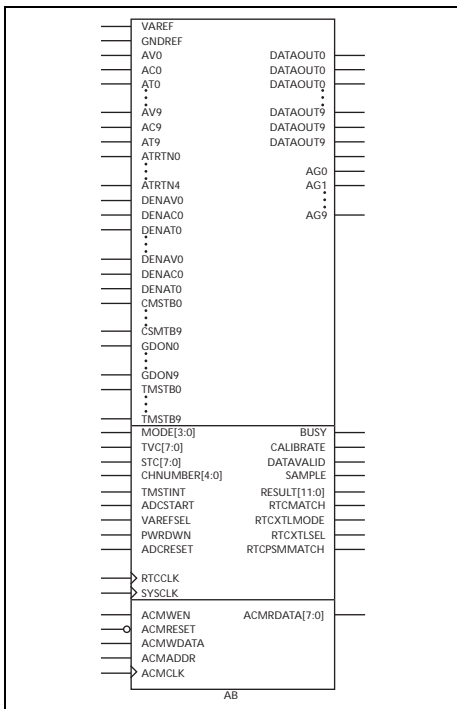 VAREF
GNDREF
AV0 DATAOUT0
AC0 DATAOUT0
AT0 DATAOUT0
AV9 DATAOUT9
AC9 DATAOUT9
AT9 DATAOUT9
ATRTN0
AG0
ATRTN4 AG1
DENAV0
DENAC0 AG9
DENAT0
DENAV0
DENAC0
DENAT0
CMSTB0
CSMTB9
GDON0
GDON9
TMSTB0
TMSTB9
MODE[3:0] BUSY
TVC[7:0] CALIBRATE
STC[7:0] DATAVALID
CHNUMBER[4:0] SAMPLE
TMSTINT RESULT[11:0]
ADCSTART RTCMATCH
VAREFSEL RTCXTLMODE
PWRDWN RTCXTLSEL
ADCRESET RTCPSMMATCH
RTCCLK
SYSCLK
ACMWEN ACMRDATA[7:0]
ACMRESET
ACMWDATA
ACMADDR
ACMCLK
AB